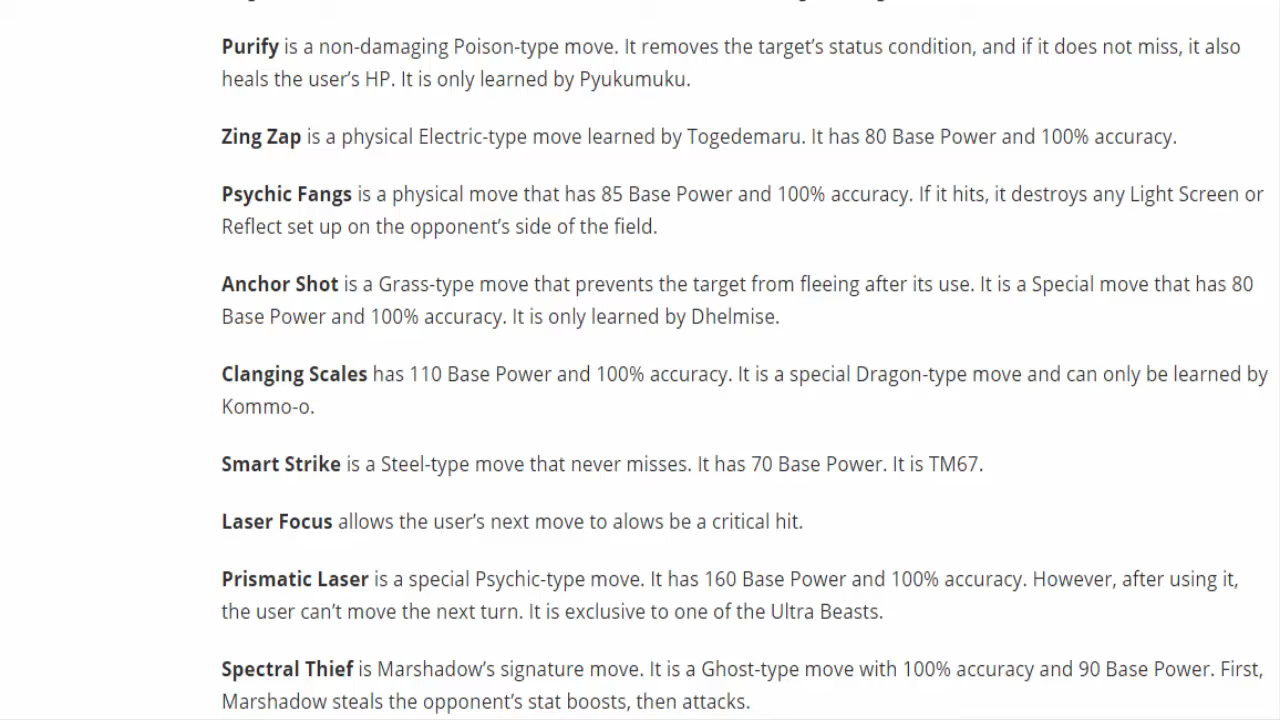 Purify is a non-damaging Poison-type move. It removes the target’s status condition, and if it does not miss, it also
heals the user’s HP. It is only learned by Pyukumuku.
Zing Zap is a physical Electric-type move learned by Togedemaru. It has 80 Base Power and 100% accuracy.
Psychic Fangs is a physical move that has 85 Base Power and 100% accuracy. If it hits, it destroys any Light Screen or
Reflect set up on the opponent’s side of the field.
Anchor Shot is a Grass-type move that prevents the target from fleeing after its use. It is a Special move that has 80
Base Power and 100% accuracy. It is only learned by Dhelmise.
Clanging Scales has 110 Base Power and 100% accuracy. It is a special Dragon-type move and can only be learned by
Kommo-o.
Smart Strike is a Steel-type move that never misses. It has 70 Base Power. It is TM67.
Laser Focus allows the user’s next move to alows be a critical hit.
Prismatic Laser is a special Psychic-type move. It has 160 Base Power and 100% accuracy. However, after using it,
the user can’t move the next turn. It is exclusive to one of the Ultra Beasts.
Spectral Thief is Marshadow’s signature move. It is a Ghost-type move with 100% accuracy and 90 Base Power. First,
Marshadow steals the opponent’s stat boosts, then attacks.